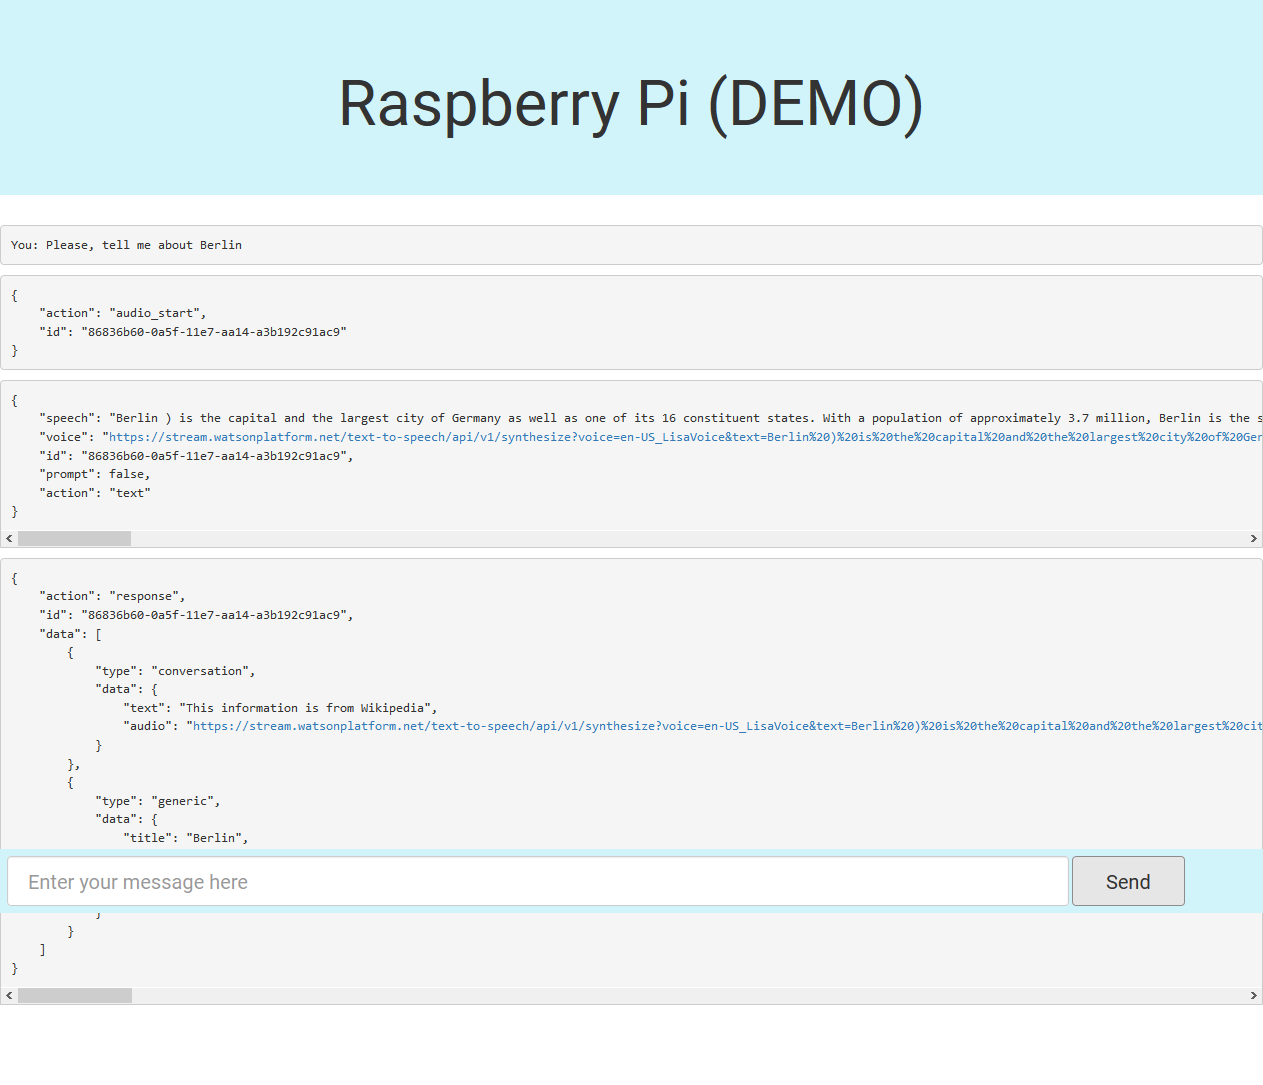 Raspberry Pi (DEMO)
You: Please, tell me about Berlin
{
    "action": "audio_start",
    "id": "86836b60-0a5f-11e7-aa14-a3b192c91ac9"
}
{
    "speech": "Berlin ) is the capital and the largest city of Germany as well as one of its 16 constituent states. With a population of approximately 3.7 million, Berlin is the s
    "voice": "https://stream.watsonplatform.net/text-to-speech/api/v1/synthesize?voice=en-US_LisaVoice&text=Berlin%20)%20is%20the%20capital%20and%20the%20largest%20city%20of%20Ger
    "id": "86836b60-0a5f-11e7-aa14-a3b192c91ac9",
    "prompt": false,
    "action": "text"
}
{
    "action": "response",
    "id": "86836b60-0a5f-11e7-aa14-a3b192c91ac9",
    "data": [
        {
            "type": "conversation",
            "data": {
                "text": "This information is from Wikipedia",
                "audio": "https://stream.watsonplatform.net/text-to-speech/api/v1/synthesize?voice=en-US_LisaVoice&text=Berlin%20)%20is%20the%20capital%20and%20the%20largest%20cit
            }
        },
        {
            "type": "generic",
            "data": {
                "title": "Berlin",
Enter your message here
Send
            }
        }
    ]
}